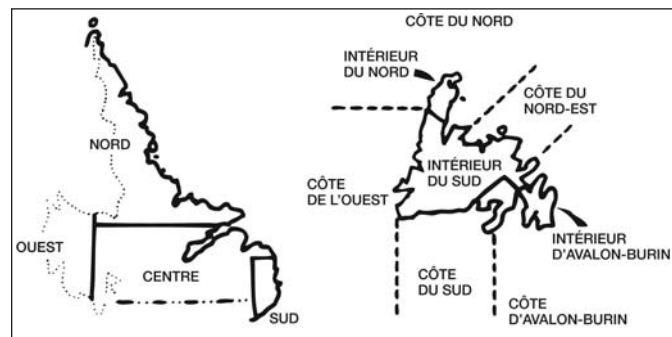 NORD
OUEST
CENTRE
SUD
CÔTE DU NORD
INTÉRIEUR
DU NORD
CÔTE DU
NORD-EST
INTÉRIEUR
DU SUD
CÔTE
DE L'OUEST
INTÉRIEUR
D'AVALON-BURIN
CÔTE
DU SUD
CÔTE
D'AVALON-BURIN